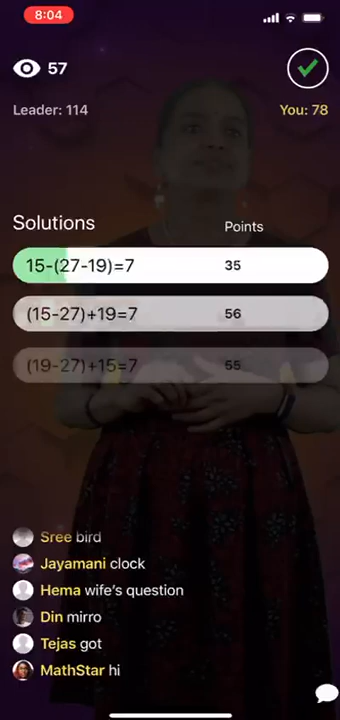 8:04
57
Leader: 114
You: 78
Solutions
Points
15-(27-19)=7
35
(15-27)+19=7
56
(19-27)+15=7
55
Sree bird
Jayamani clock
Hema wife's question
Din mirro
Tejas got
MathStar hi